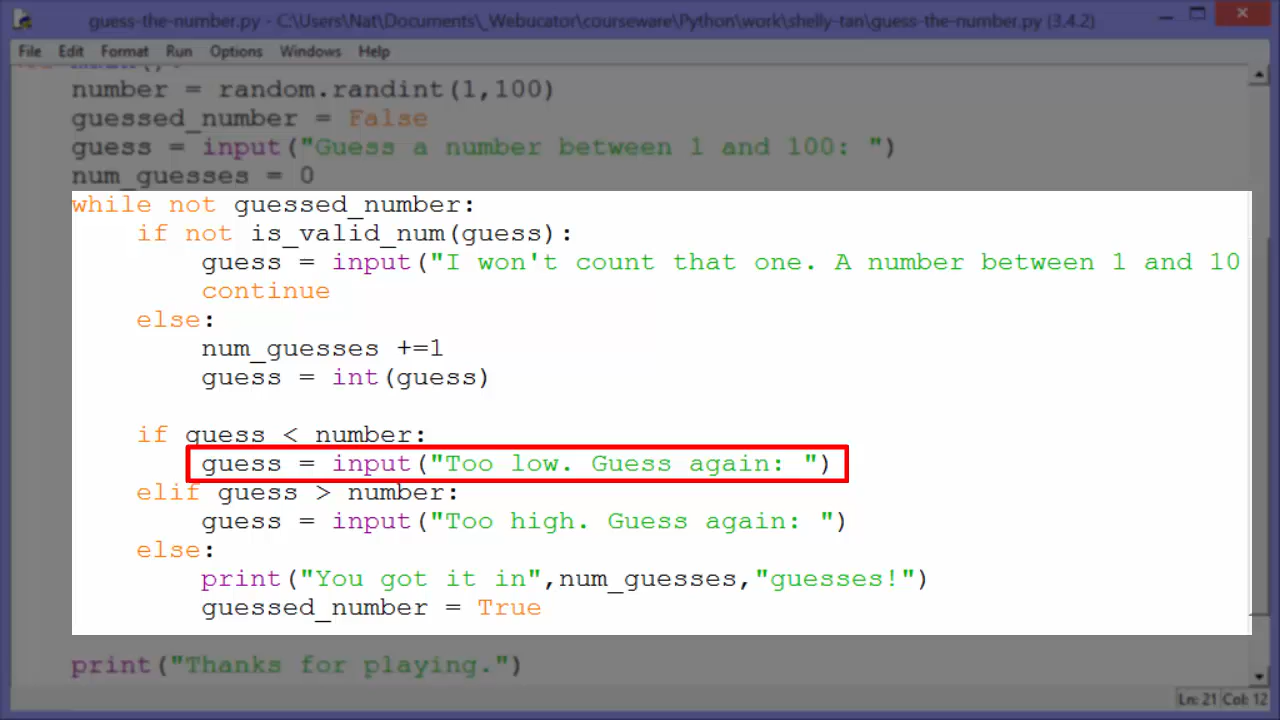 guess-the-number.py - C:\Users\Nat\Documents\_Webucator\courseware\Python\work\shelly-tan\guess-the-number.py (3.4.2)
File Edit Format Run Options Windows Help
number = random.randint(1,100)
guessed_number = False
guess = input("Guess a number between 1 and 100: ")
num_guesses = 0
while not guessed_number:
if not is_valid_num(guess):
guess = input("I won't count that one. A number between 1 and 10
continue
else:
num_guesses +=1
guess = int(guess)
if guess < number:
guess = input("Too low. Guess again: ")
elif guess > number:
guess = input("Too high. Guess again: ")
else:
print("You got it in",num_guesses,"guesses!")
guessed_number = True
print("Thanks for playing.")
Ln: 21 Col: 12